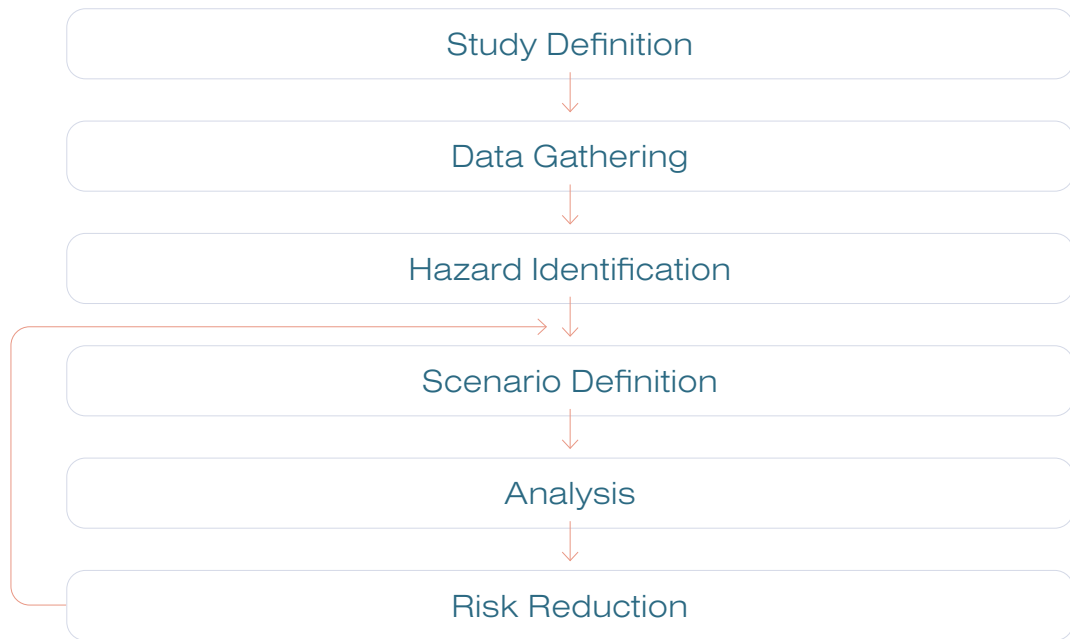 Study Definition
Data Gathering
Hazard Identification
Scenario Definition
Analysis
Risk Reduction